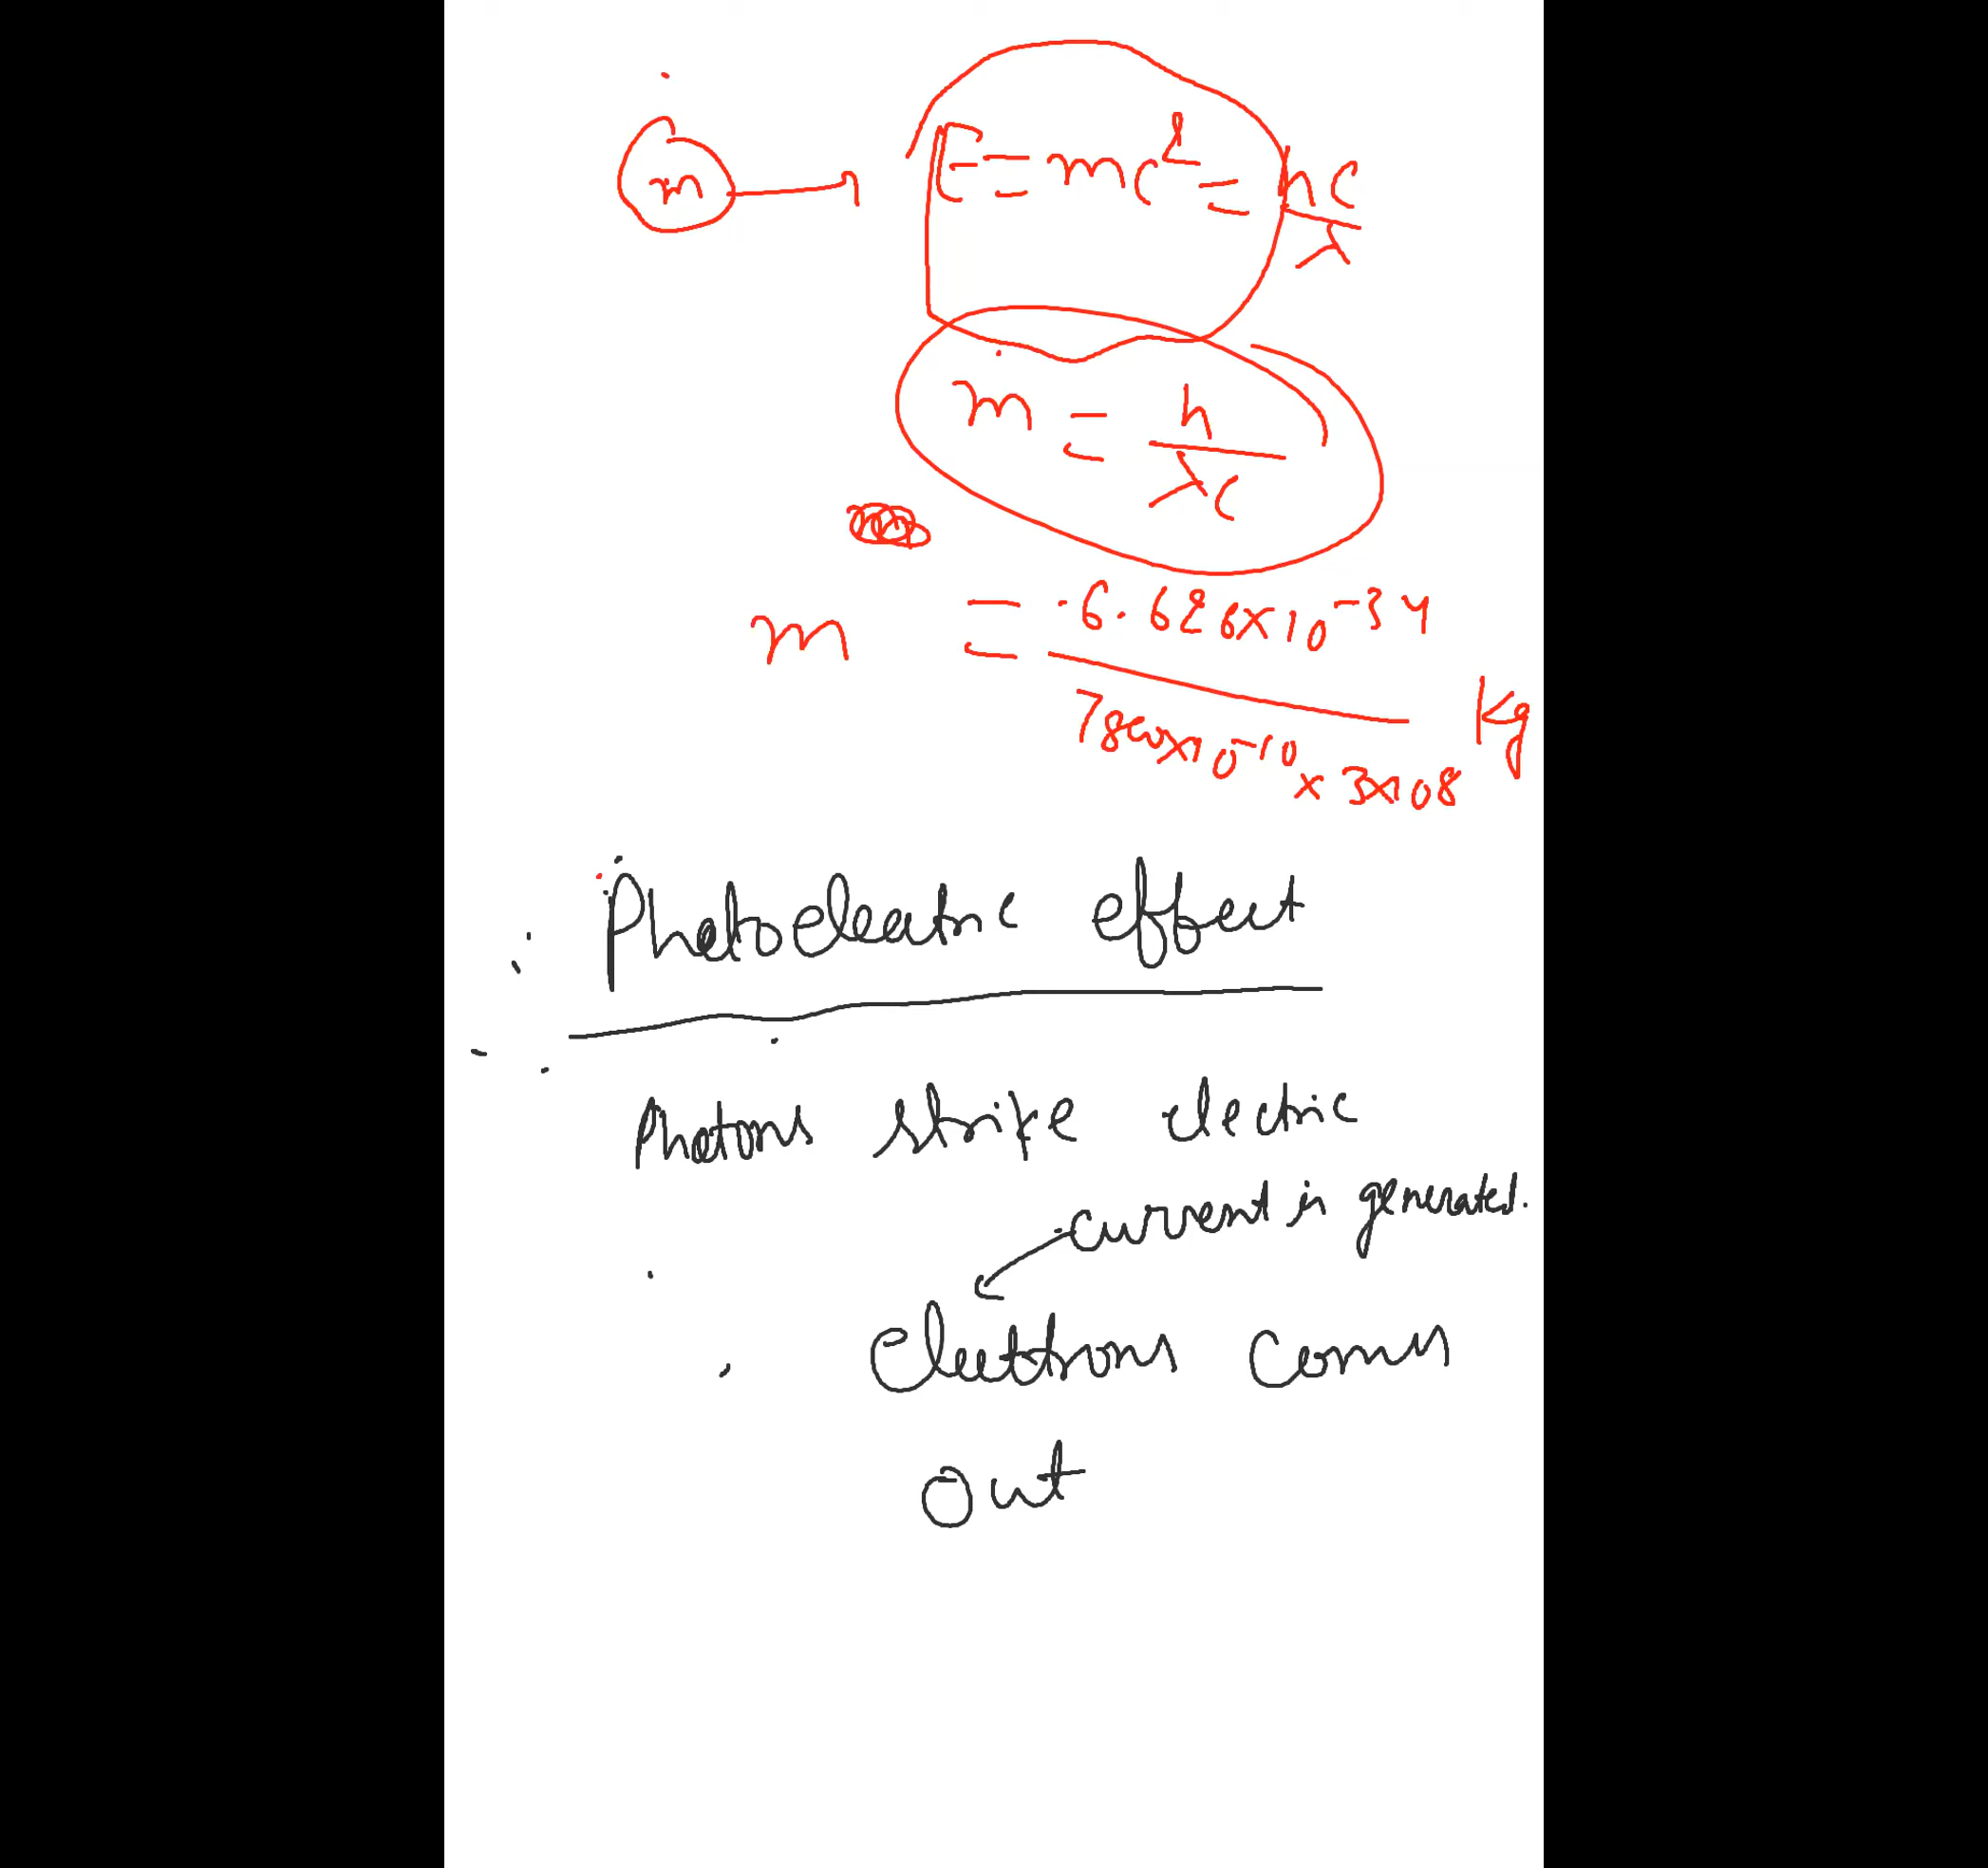 m E = mc² = hc/λ
m = h/λc
m = 6.626×10⁻³⁴ / 7800×10⁻¹⁰ × 3×10⁸ Kg
Photoelectric effect
Photons strike electric
current is generated.
Electrons comes
out